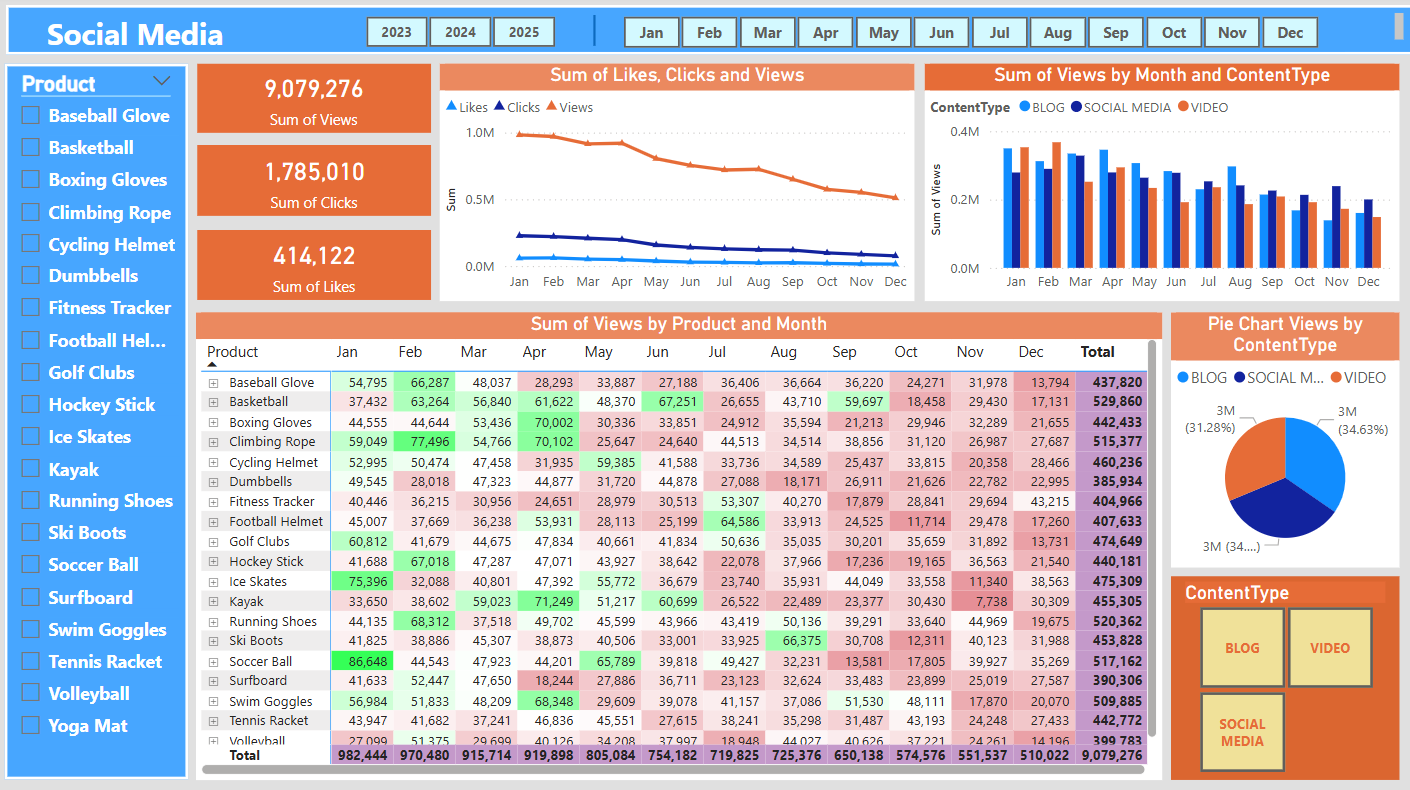 Social Media
2023 2024 2025
Jan Feb Mar Apr May Jun Jul Aug Sep Oct Nov Dec
Product
Baseball Glove
Basketball
Boxing Gloves
Climbing Rope
Cycling Helmet
Dumbbells
Fitness Tracker
Football Hel...
Golf Clubs
Hockey Stick
Ice Skates
Kayak
Running Shoes
Ski Boots
Soccer Ball
Surfboard
Swim Goggles
Tennis Racket
Volleyball
Yoga Mat
9,079,276
Sum of Views
1,785,010
Sum of Clicks
414,122
Sum of Likes
Sum of Likes, Clicks and Views
Likes Clicks Views
1.0M
0.5M
0.0M
Sum
Jan Feb Mar Apr May Jun Jul Aug Sep Oct Nov Dec
Sum of Views by Month and ContentType
ContentType BLOG SOCIAL MEDIA VIDEO
0.4M
0.2M
0.0M
Sum of Views
Jan Feb Mar Apr May Jun Jul Aug Sep Oct Nov Dec
Sum of Views by Product and Month
Product Jan Feb Mar Apr May Jun Jul Aug Sep Oct Nov Dec Total
Baseball Glove 54,795 66,287 48,037 28,293 33,887 27,188 36,406 36,664 36,220 24,271 31,978 13,794 437,820
Basketball 37,432 63,264 56,840 61,622 48,370 67,251 26,655 43,710 59,697 18,458 29,430 17,131 529,860
Boxing Gloves 44,555 44,644 53,436 70,002 30,336 33,851 24,912 35,594 21,213 29,946 32,289 21,655 442,433
Climbing Rope 59,049 77,496 54,766 70,102 25,647 24,640 44,513 34,514 38,856 31,120 26,987 27,687 515,377
Cycling Helmet 52,995 50,474 47,458 31,935 59,385 41,588 33,736 34,589 25,437 33,815 20,358 28,466 460,236
Dumbbells 49,545 28,018 47,323 44,877 31,720 44,878 27,088 18,171 26,911 21,626 22,782 22,995 385,934
Fitness Tracker 40,446 36,215 30,956 24,651 28,979 30,513 53,307 40,270 17,879 28,841 29,694 43,215 404,966
Football Helmet 45,007 37,669 36,238 53,931 28,113 25,199 64,586 33,913 24,525 11,714 29,478 17,260 407,633
Golf Clubs 60,812 41,679 44,675 47,834 40,661 41,834 50,636 35,035 30,201 35,659 31,892 13,731 474,649
Hockey Stick 41,688 67,018 47,287 47,071 43,927 38,642 22,078 37,966 17,236 19,165 36,563 21,540 440,181
Ice Skates 75,396 32,088 40,801 47,392 55,772 36,679 23,740 35,931 44,049 33,558 11,340 38,563 475,309
Kayak 33,650 38,602 59,023 71,249 51,217 60,699 26,522 22,489 23,377 30,430 7,738 30,309 455,305
Running Shoes 44,135 68,312 37,518 49,702 45,599 43,966 43,419 50,136 39,291 33,640 44,969 19,675 520,362
Ski Boots 41,825 38,886 45,307 38,873 40,506 33,001 33,925 66,375 30,708 12,311 40,123 31,988 453,828
Soccer Ball 86,648 44,543 47,923 44,201 65,789 39,818 49,427 32,231 13,581 17,805 39,927 35,269 517,162
Surfboard 41,633 52,447 47,650 18,244 27,886 36,711 23,123 32,624 33,483 23,899 25,019 27,587 390,306
Swim Goggles 56,984 51,833 48,209 68,348 29,609 39,078 41,157 37,086 51,530 48,111 17,870 20,070 509,885
Tennis Racket 43,947 41,682 37,241 46,836 45,551 27,615 38,241 35,298 31,487 43,193 24,248 27,433 442,772
Volleyball 27,099 51,375 29,699 40,126 34,208 37,997 18,948 44,027 40,626 37,221 24,261 14,196 399,783
Total 982,444 970,480 915,714 919,898 805,084 754,182 719,825 725,376 650,138 574,576 551,537 510,022 9,079,276
Pie Chart Views by
ContentType
BLOG SOCIAL M... VIDEO
3M
(31.28%)
3M
(34.63%)
3M (34....)
ContentType
BLOG VIDEO
SOCIAL
MEDIA